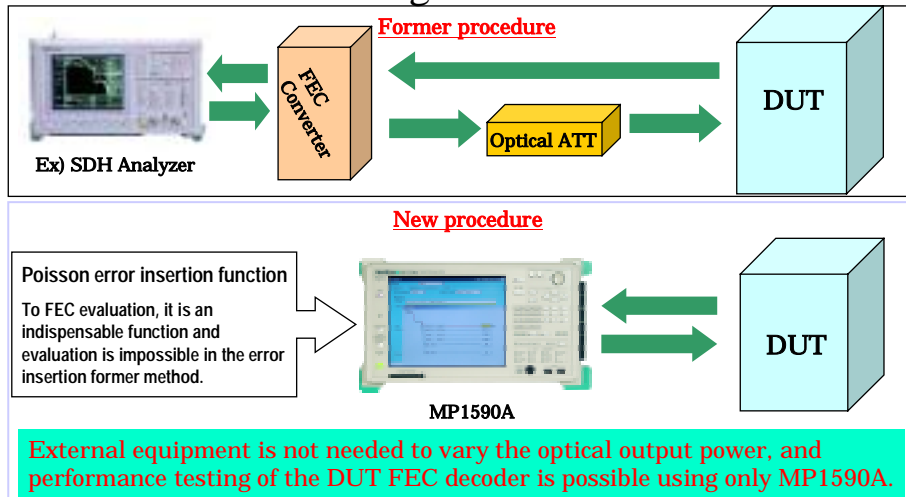 Former procedure
FEC
Converter
DUT
Optical ATT
Ex) SDH Analyzer
New procedure
Poisson error insertion function
To FEC evaluation, it is an
indispensable function and
evaluation is impossible in the error
insertion former method.
DUT
MP1590A
External equipment is not needed to vary the optical output power, and
performance testing of the DUT FEC decoder is possible using only MP1590A.